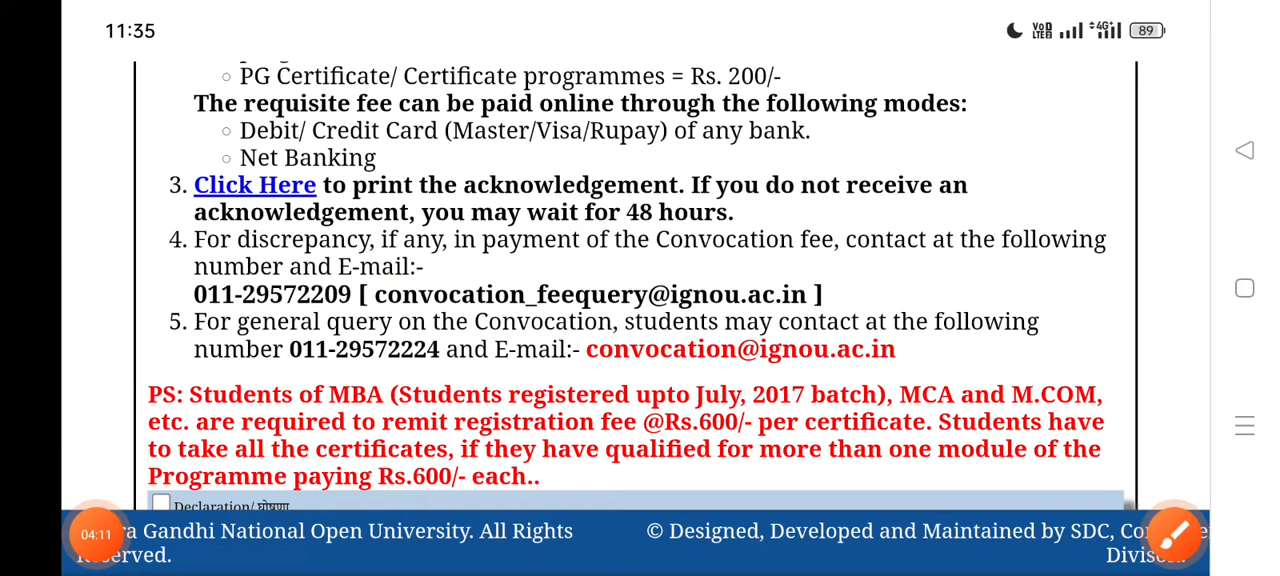 11:35
VoD LTE2 4G+ 89
○ PG Certificate/ Certificate programmes = Rs. 200/-
The requisite fee can be paid online through the following modes:
○ Debit/ Credit Card (Master/Visa/Rupay) of any bank.
○ Net Banking
3. Click Here to print the acknowledgement. If you do not receive an
acknowledgement, you may wait for 48 hours.
4. For discrepancy, if any, in payment of the Convocation fee, contact at the following
number and E-mail:-
011-29572209 [ convocation_feequery@ignou.ac.in ]
5. For general query on the Convocation, students may contact at the following
number 011-29572224 and E-mail:- convocation@ignou.ac.in
PS: Students of MBA (Students registered upto July, 2017 batch), MCA and M.COM,
etc. are required to remit registration fee @Rs.600/- per certificate. Students have
to take all the certificates, if they have qualified for more than one module of the
Programme paying Rs.600/- each..
Declaration/ घोषणा
Gandhi National Open University. All Rights
© Designed, Developed and Maintained by SDC,
04:11